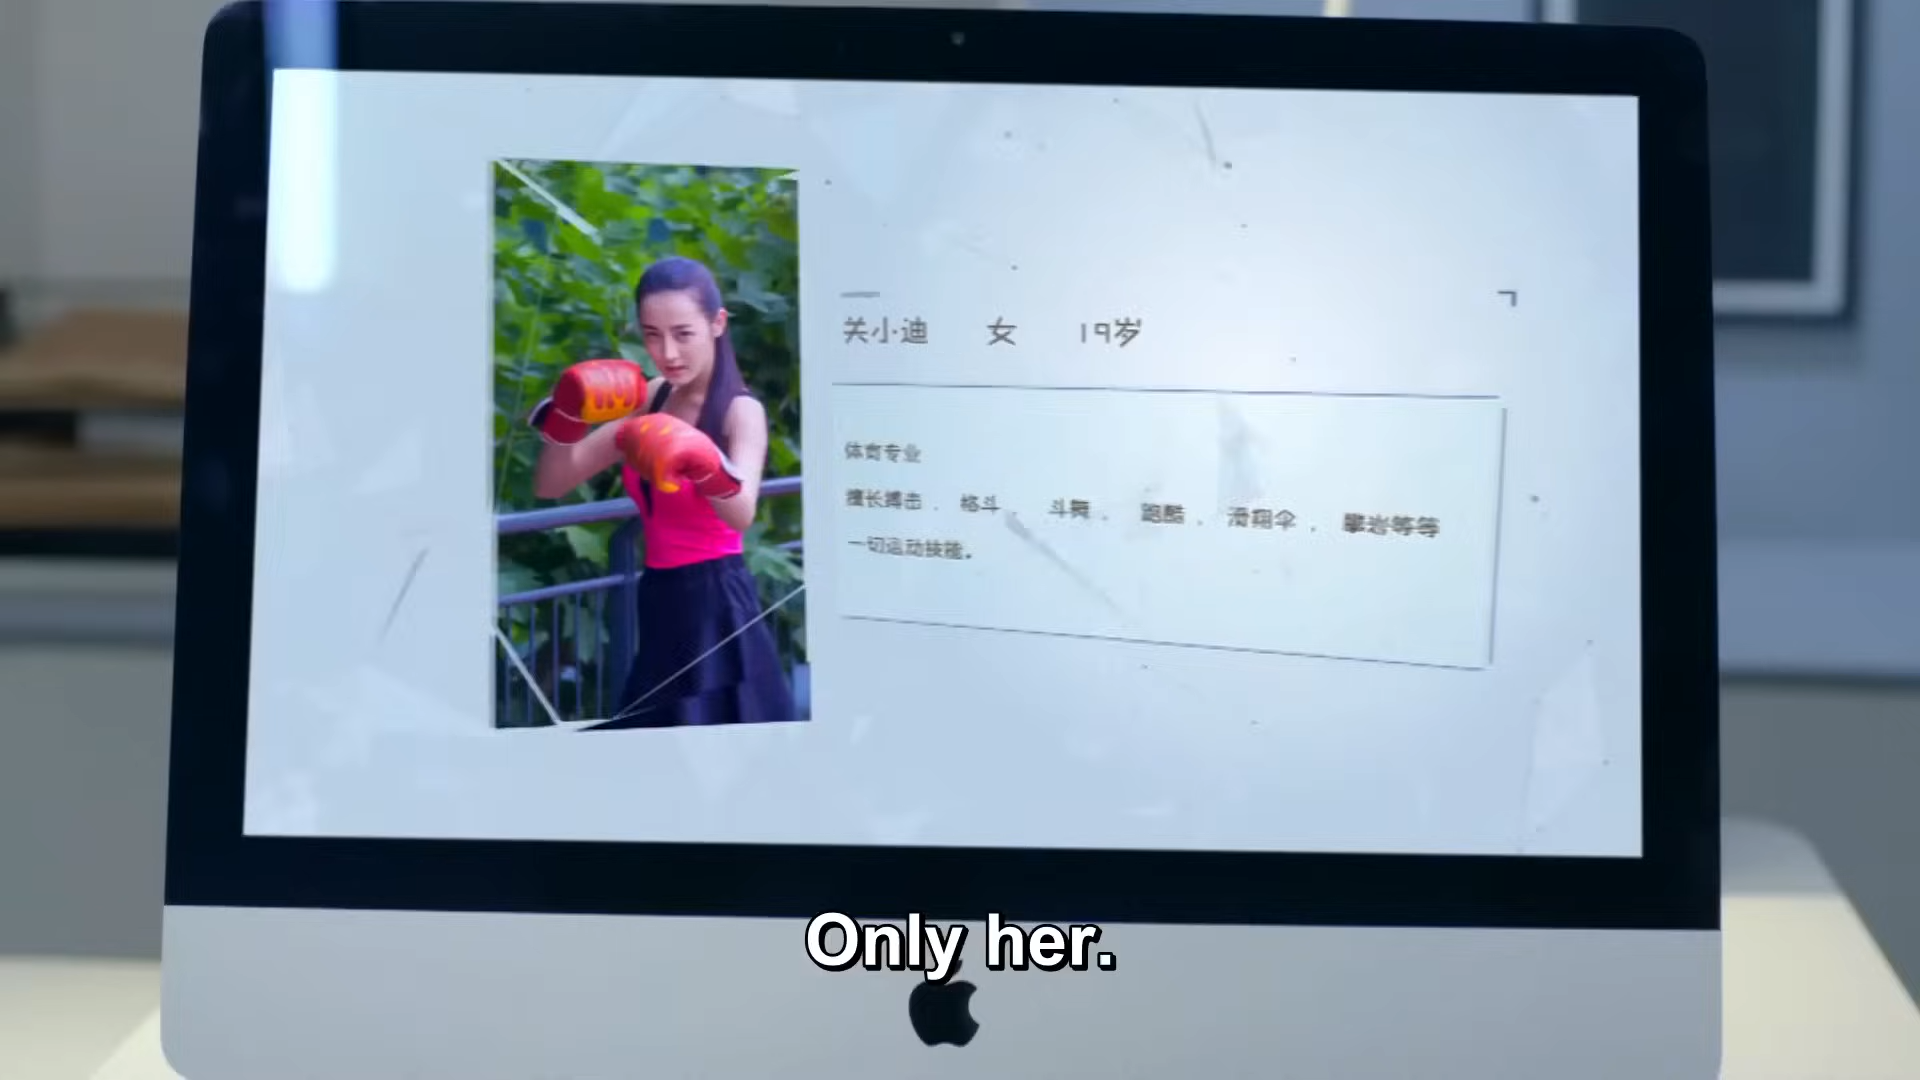 关小迪 女 19岁
体育专业
擅长搏击 . 格斗 . 斗舞 . 跑酷 . 滑翔伞 . 攀岩等等
一切运动技能。
Only her.